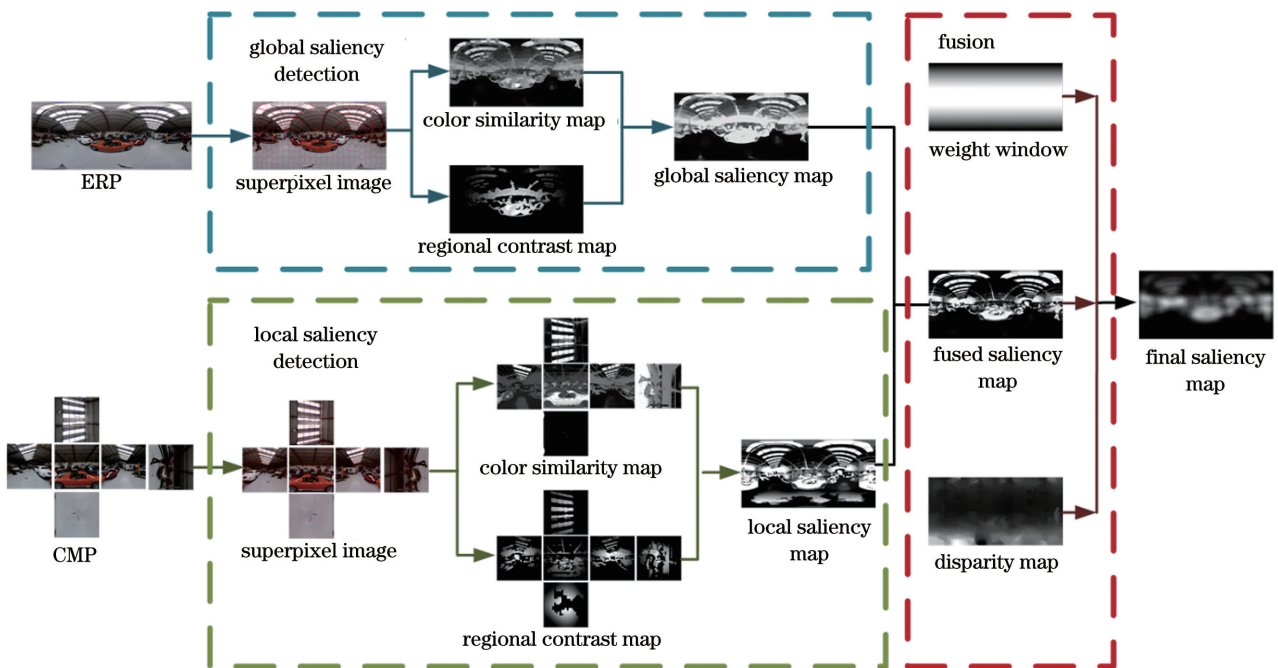 global saliency
detection
ERP
superpixel image
color similarity map
regional contrast map
global saliency map
local saliency
detection
CMP
superpixel image
color similarity map
regional contrast map
local saliency
map
fusion
weight window
fused saliency
map
disparity map
final saliency
map